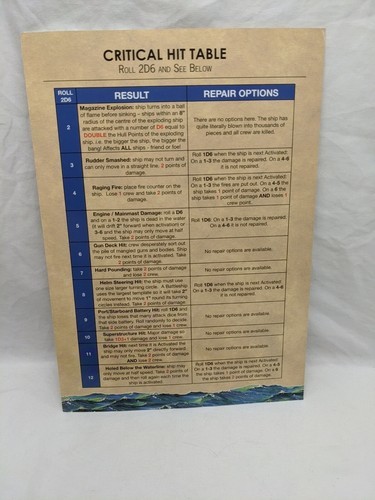 CRITICAL HIT TABLE
ROLL 2D6 AND SEE BELOW
ROLL 2D6
RESULT
REPAIR OPTIONS
2
Magazine Explosion: ship turns into a ball
of flame before sinking – ships within an 8"
radius of the centre of the exploding ship
are attacked with a number of D6 equal to
DOUBLE the Hull Points of the exploding
ship. i.e. the bigger the ship, the bigger the
bang! Affects ALL ships - friend or foe!
There are no options here. The ship has
quite literally blown into thousands of
pieces and all crew are killed.
3
Rudder Smashed: ship may not turn and
can only move in a straight line. 3 points of
damage.
Roll 1D6 when the ship is next Activated:
On a 1-3 the damage is repaired. On a 4-6
it is not repaired.
4
Raging Fire: place fire counter on the
ship. Lose 1 crew and take 2 points of
damage.
Roll 1D6 when the ship is next Activated:
On a 1-3 the fires are put out. On a 4-5 the
ship takes 1 point of damage. On a 6 the
ship takes 1 point of damage AND loses 1
crew point.
5
Engine / Mainmast Damage: roll a D6
and on a 1-2 the ship is dead in the water
(it will drift 2" forward when activation) or
3-6 and the ship may only move at half
speed. Take 2 points of damage.
Roll 1D6: On a 1-3 the damage is repaired.
On a 4-6 it is not repaired.
6
Gun Deck Hit: crew desperately sort out
the pile of mangled guns and bodies. Ship
may not fire next time it is activated. Take
2 points of damage.
No repair options are available.
7
Hard Pounding: take 2 points of damage
and lose 2 crew.
No repair options are available.
8
Helm Steering Hit: the ship must use
one size larger turning circle. A Battleship
uses the largest template so it will take 2"
of movement to move 1" round its turning
circles instead. Take 2 points of damage.
Roll 1D6 when the ship is next Activated:
On a 1-3 the damage is repaired. On a 4-6
it is not repaired.
9
Port/Starboard Battery Hit: roll 1D6 and
the ship loses that many attack dice from
that side battery. Roll randomly to decide.
Take 2 points of damage and lose 1 crew.
No repair options are available.
10
Superstructure Hit: Major damage so
take 1D3+1 damage and lose 1 crew.
No repair options are available.
11
Bridge Hit: next time it is Activated the
ship may only move 2" directly forward,
and may not fire. Take 2 points of damage
AND lose 2 crew.
No repair options are available.
12
Holed Below the Waterline: ship may
only move at half speed. Take 3 points of
damage and then roll again each time the
ship is activated.
Roll 1D6 when the ship is next Activated:
On a 1-3 the damage is repaired. On a 4-5
the ship takes 1 point of damage. On a 6
the ship takes 2 points of damage.